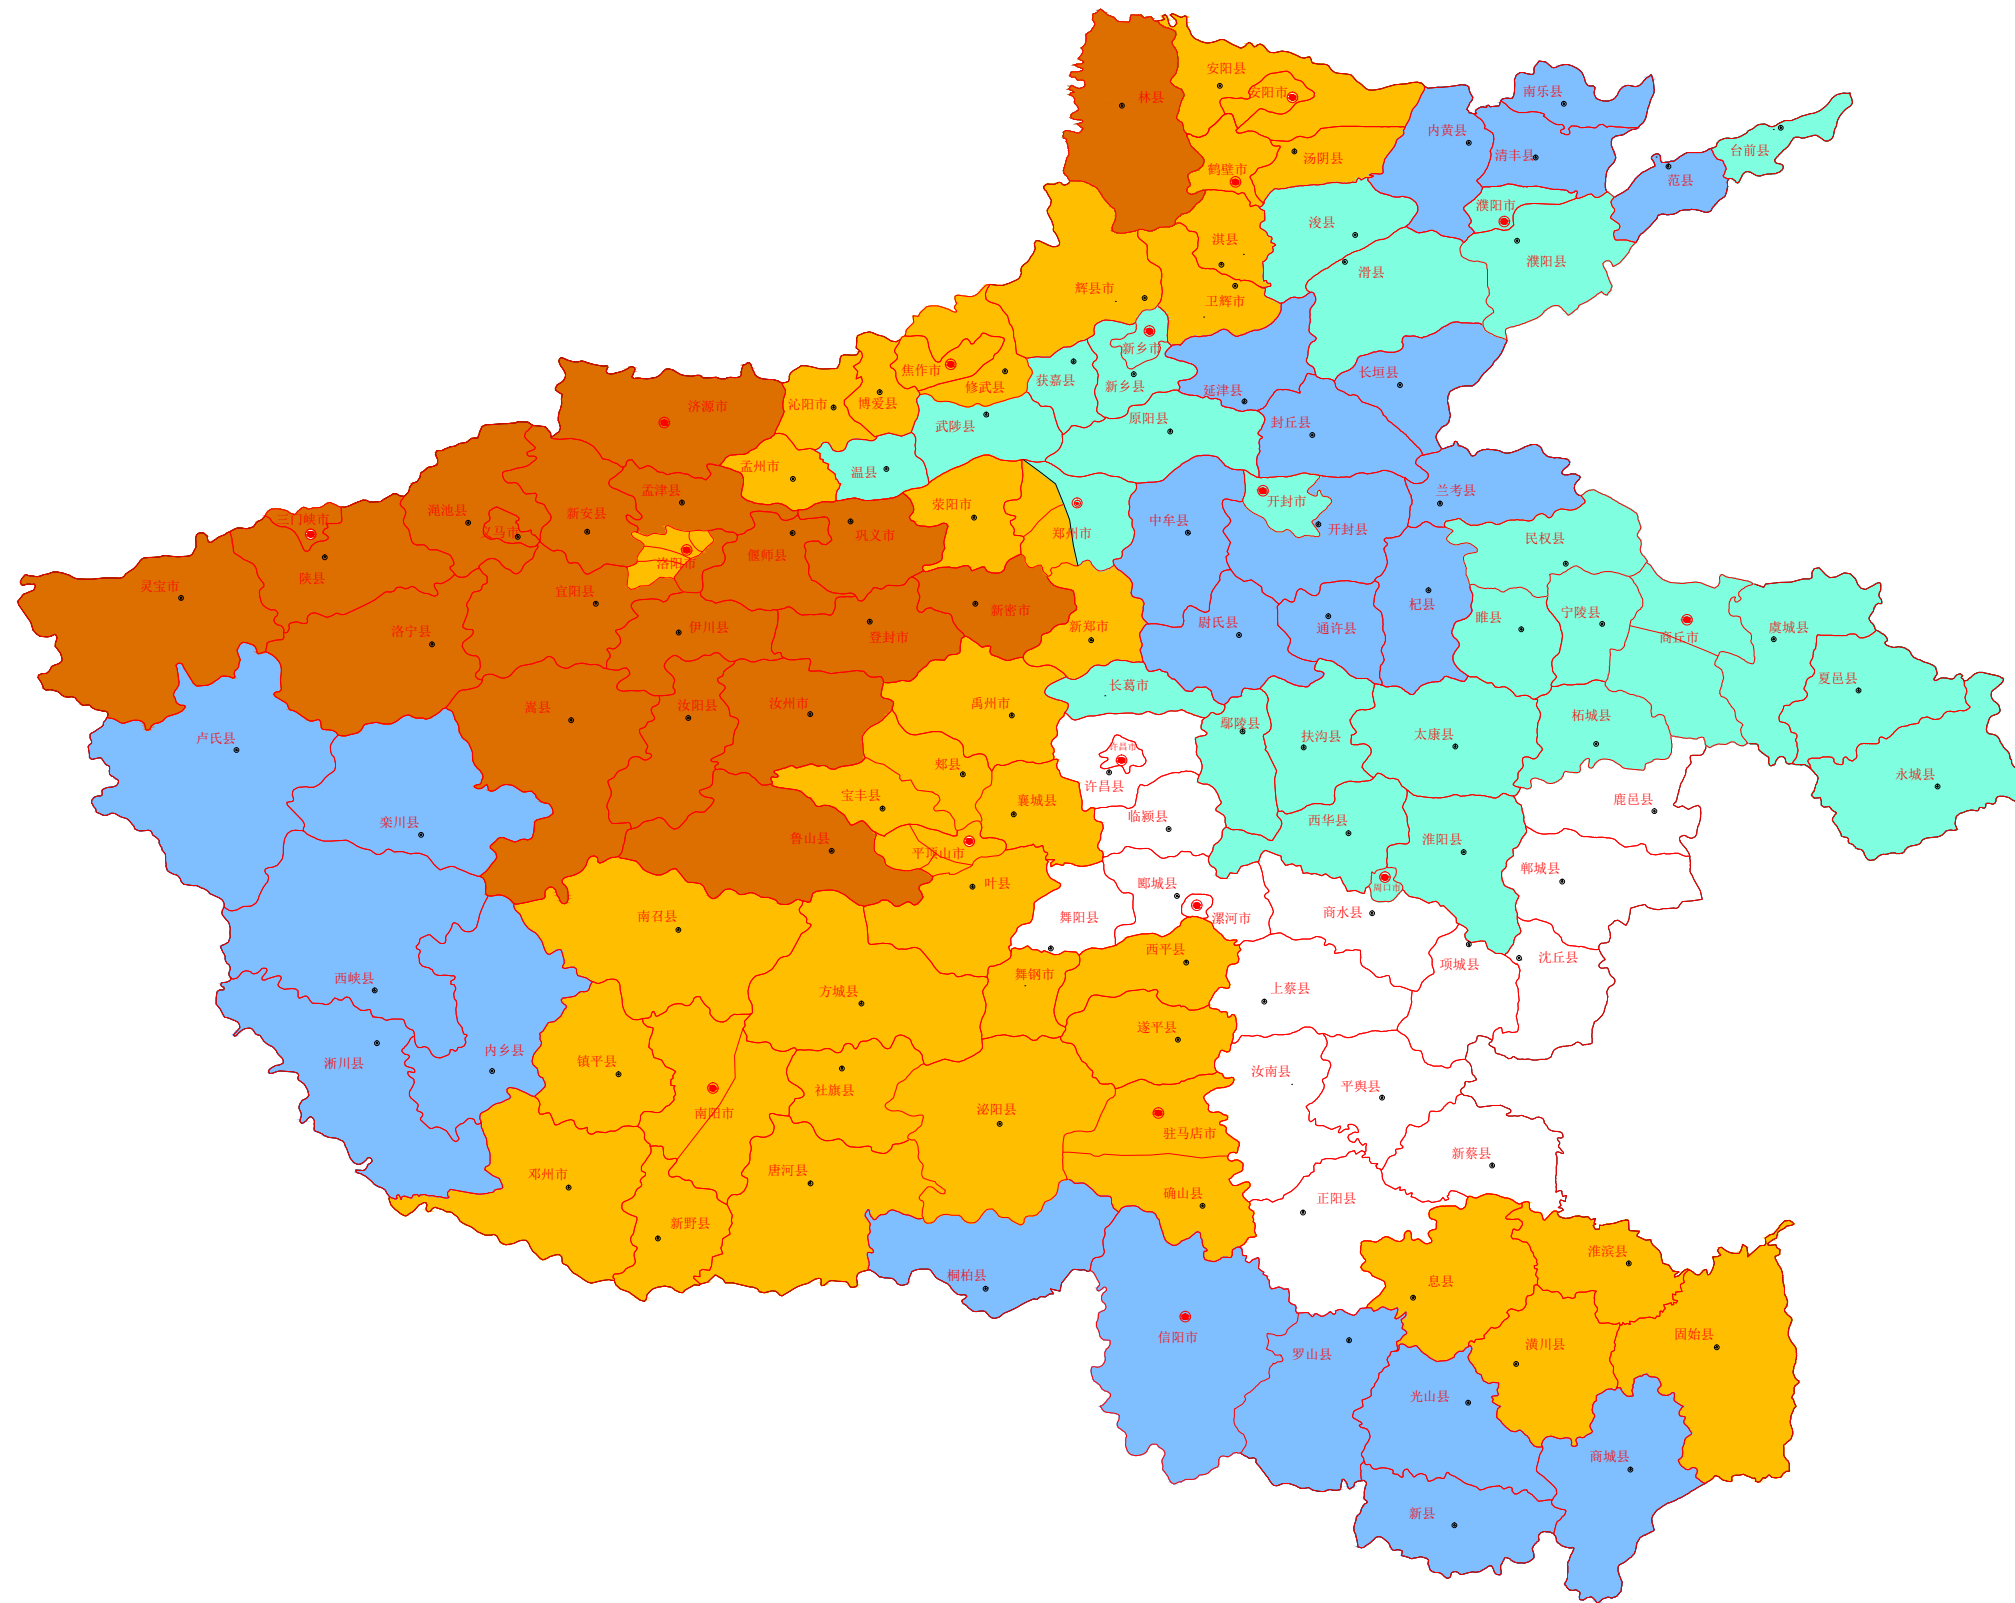 林县
安阳县
安阳市
南乐县
内黄县
清丰县
台前县
汤阴县
鹤壁市
范县
濮阳市
浚县
淇县
濮阳县
滑县
辉县市
卫辉市
新乡市
焦作市
修武县
获嘉县
新乡县
延津县
长垣县
济源市
沁阳市
博爱县
武陟县
原阳县
封丘县
孟州市
温县
孟津县
兰考县
荥阳市
开封市
渑池县
新安县
三门峡市
义马市
巩义市
郑州市
中牟县
开封县
民权县
偃师县
洛阳市
陕县
灵宝市
宜阳县
新密市
杞县
睢县
宁陵县
洛宁县
伊川县
登封市
新郑市
尉氏县
通许县
商丘市
虞城县
夏邑县
长葛市
嵩县
汝阳县
汝州市
禹州市
鄢陵县
扶沟县
太康县
柘城县
卢氏县
许昌市
许昌县
郏县
永城县
栾川县
宝丰县
襄城县
临颍县
西华县
鹿邑县
鲁山县
平顶山市
淮阳县
郸城县
叶县
郾城县
周口市
南召县
舞阳县
漯河市
商水县
西平县
项城县
沈丘县
西峡县
方城县
舞钢市
上蔡县
遂平县
淅川县
内乡县
镇平县
社旗县
汝南县
平舆县
南阳市
泌阳县
驻马店市
邓州市
唐河县
新蔡县
确山县
正阳县
新野县
桐柏县
息县
淮滨县
信阳市
罗山县
潢川县
固始县
光山县
商城县
新县